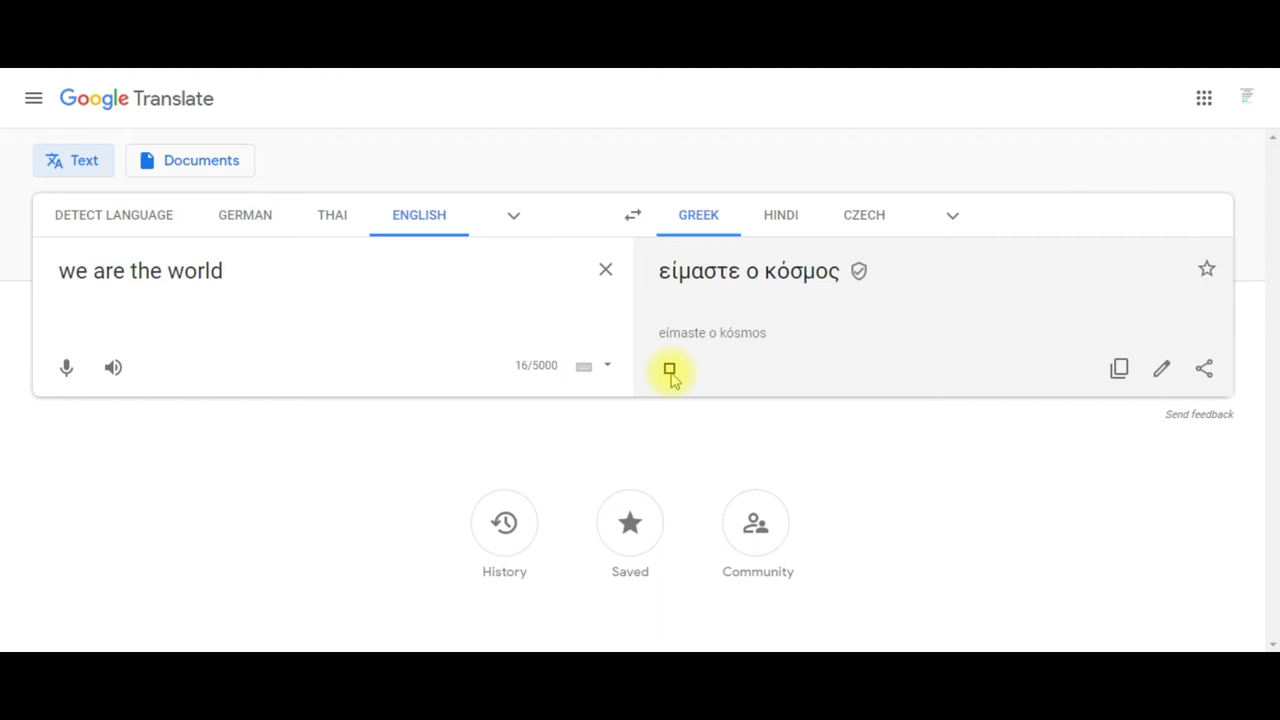 Google Translate
Text
Documents
DETECT LANGUAGE
GERMAN
THAI
ENGLISH
GREEK
HINDI
CZECH
we are the world
είμαστε ο κόσμος
eímaste o kósmos
16/5000
Send feedback
History
Saved
Community